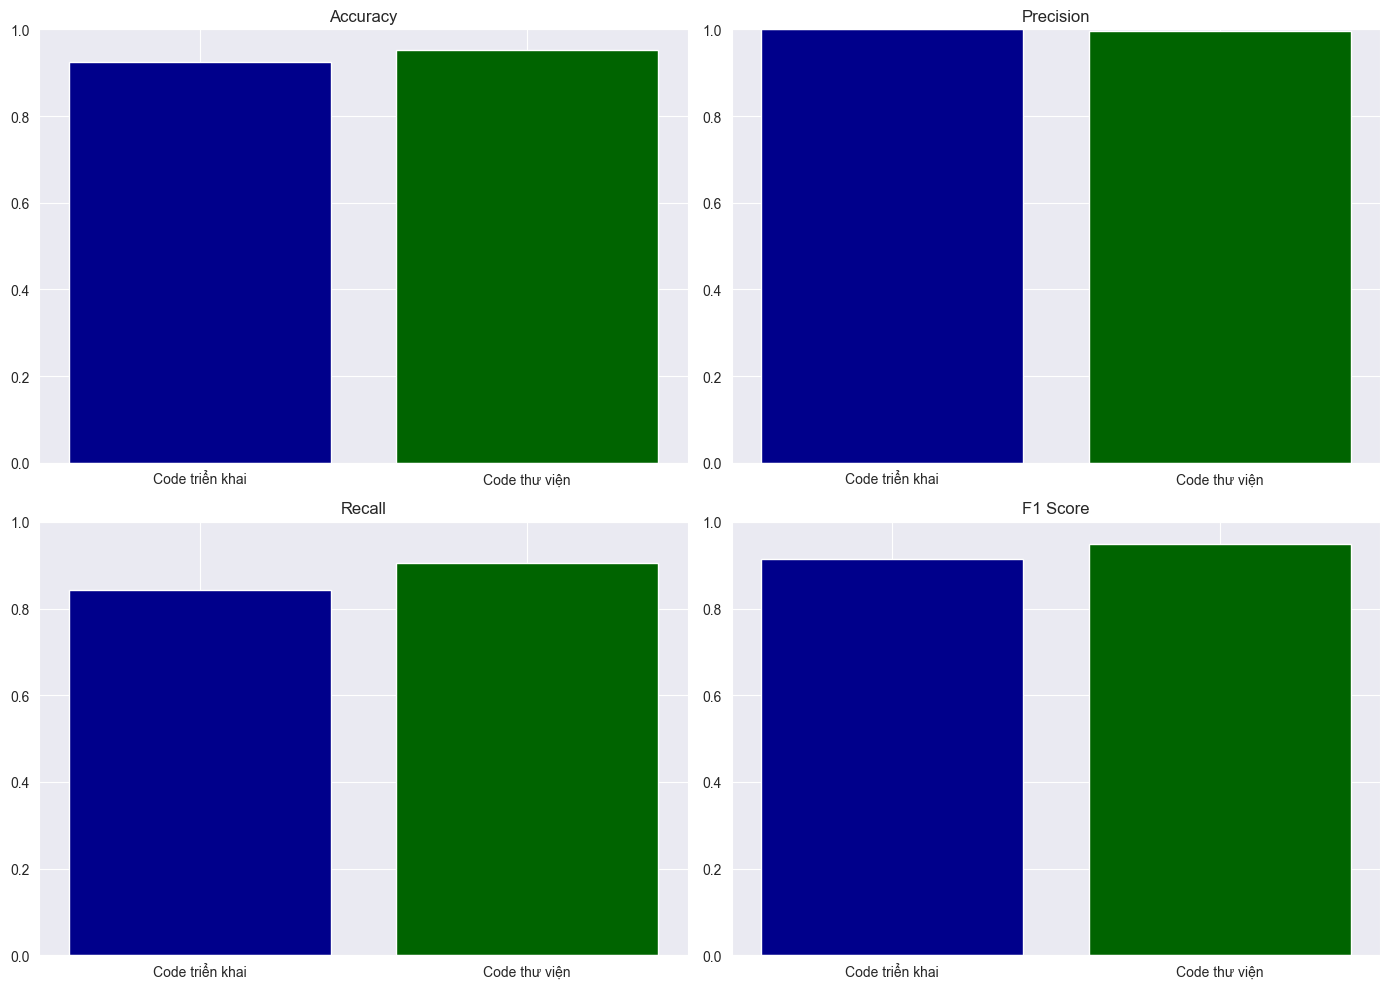 Accuracy
1.0
0.8
0.6
0.4
0.2
0.0
Code triển khai
Code thư viện
Precision
1.0
0.8
0.6
0.4
0.2
0.0
Code triển khai
Code thư viện
Recall
1.0
0.8
0.6
0.4
0.2
0.0
Code triển khai
Code thư viện
F1 Score
1.0
0.8
0.6
0.4
0.2
0.0
Code triển khai
Code thư viện